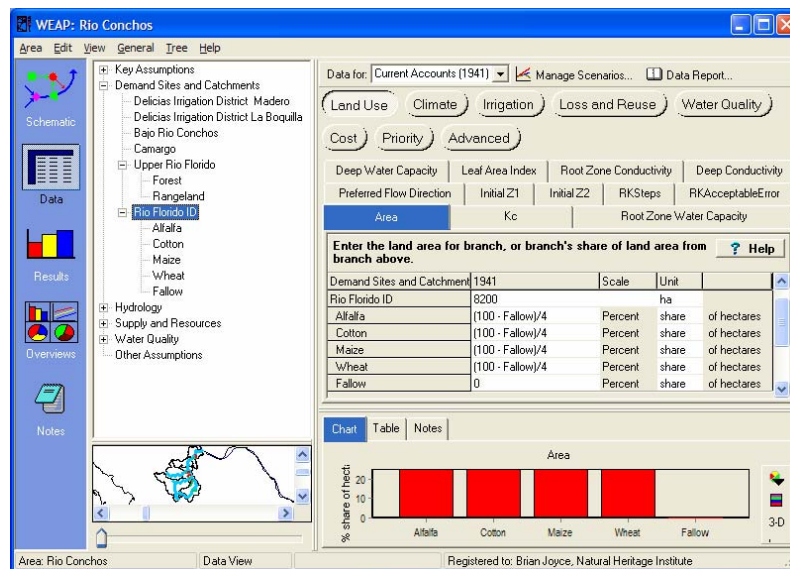 WEAP: Rio Conchos
Area Edit View General Tree Help
Schematic
Data
Results
Overviews
Notes
Key Assumptions
Demand Sites and Catchments
Delicias Irrigation District Madero
Delicias Irrigation District La Boquilla
Bajo Rio Conchos
Camargo
Upper Rio Florido
Forest
Rangeland
Rio Florido ID
Alfalfa
Cotton
Maize
Wheat
Fallow
Hydrology
Supply and Resources
Water Quality
Other Assumptions
Data for: Current Accounts (1941) Manage Scenarios... Data Report...
Land Use Climate Irrigation Loss and Reuse Water Quality
Cost Priority Advanced
Deep Water Capacity Leaf Area Index Root Zone Conductivity Deep Conductivity
Preferred Flow Direction Initial Z1 Initial Z2 RKSteps RKAcceptableError
Area Kc Root Zone Water Capacity
Enter the land area for branch, or branch's share of land area from
branch above.
? Help
Demand Sites and Catchment 1941 Scale Unit
Rio Florido ID 8200 ha
Alfalfa (100 - Fallow)/4 Percent share of hectares
Cotton (100 - Fallow)/4 Percent share of hectares
Maize (100 - Fallow)/4 Percent share of hectares
Wheat (100 - Fallow)/4 Percent share of hectares
Fallow 0 Percent share of hectares
Chart Table Notes
Area
% share of hect
20
0
Alfalfa Cotton Maize Wheat Fallow
3-D
Area: Rio Conchos Data View Registered to: Brian Joyce, Natural Heritage Institute